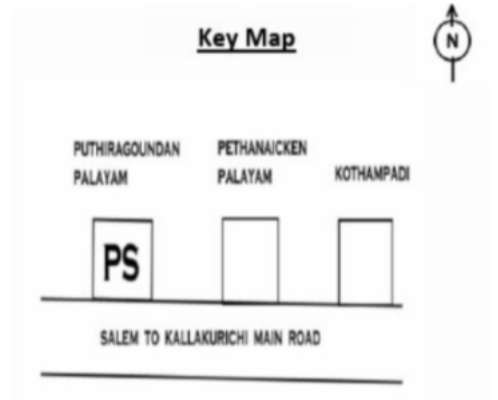 Key Map
N
PUTHIRAGOUNDAN
PALAYAM
PETHANAICKEN
PALAYAM
KOTHAMPADI
PS
SALEM TO KALLAKURICHI MAIN ROAD